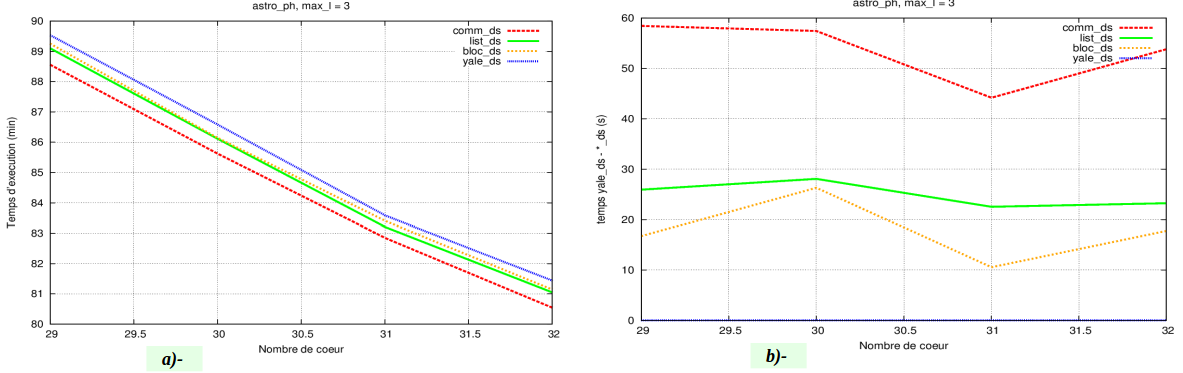 astro_ph, max_l = 3
90
89
88
87
86
85
84
83
82
81
80
Temps d'execution (min)
comm_ds
list_ds
bloc_ds
yale_ds
29
29.5
30
30.5
31
31.5
32
Nombre de coeur
a)-
astro_ph, max_l = 3
60
50
40
30
20
10
0
temps yale_ds - *_ds (s)
comm_ds
list_ds
bloc_ds
yale_ds
29
29.5
30
30.5
31
31.5
32
Nombre de coeur
b)-